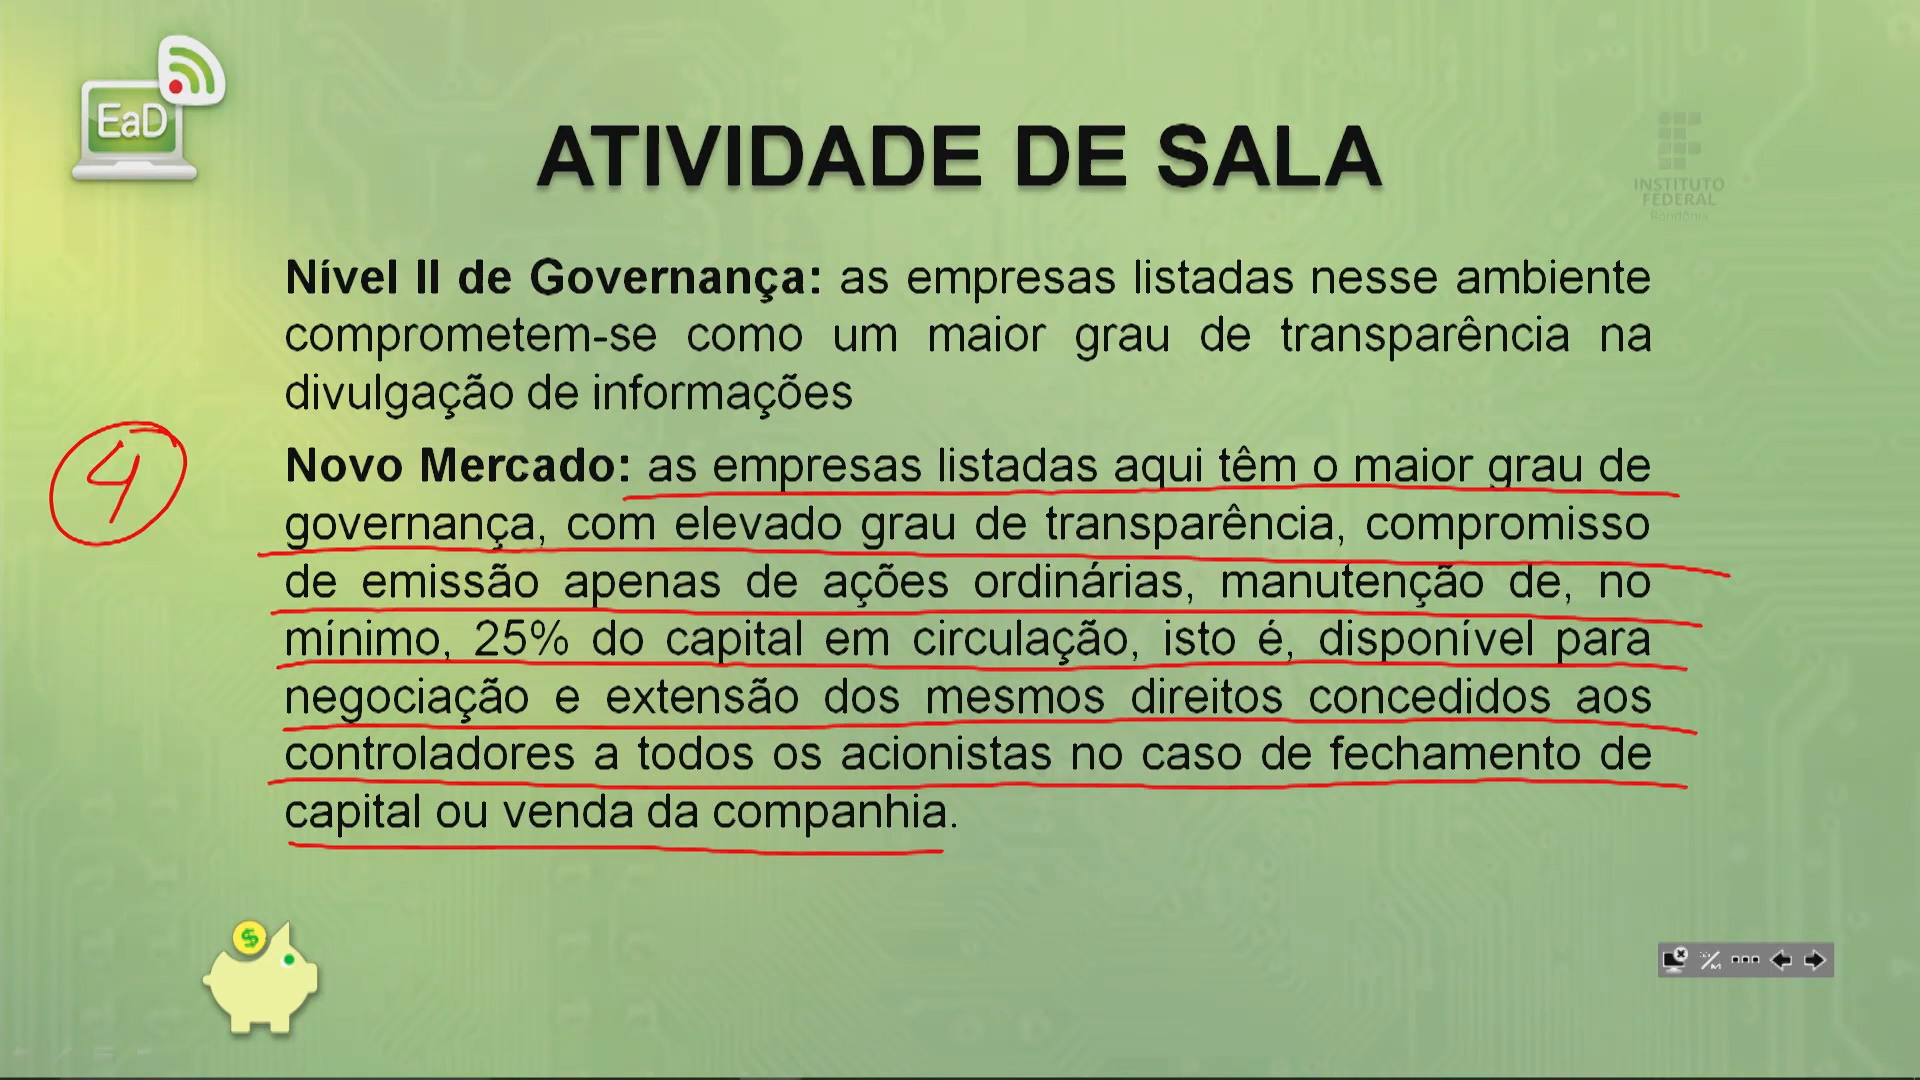 EaD
ATIVIDADE DE SALA
INSTITUTO
FEDERAL
Rondônia
Nível II de Governança: as empresas listadas nesse ambiente
comprometem-se como um maior grau de transparência na
divulgação de informações
4
Novo Mercado: as empresas listadas aqui têm o maior grau de
governança, com elevado grau de transparência, compromisso
de emissão apenas de ações ordinárias, manutenção de, no
mínimo, 25% do capital em circulação, isto é, disponível para
negociação e extensão dos mesmos direitos concedidos aos
controladores a todos os acionistas no caso de fechamento de
capital ou venda da companhia.
$